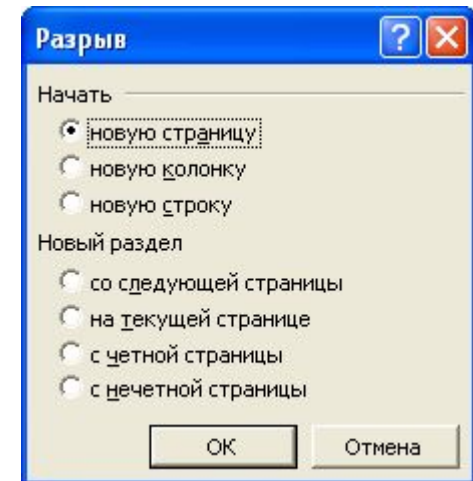 Разрыв
Начать
новую страницу
новую колонку
новую строку
Новый раздел
со следующей страницы
на текущей странице
с четной страницы
с нечетной страницы
ОК Отмена